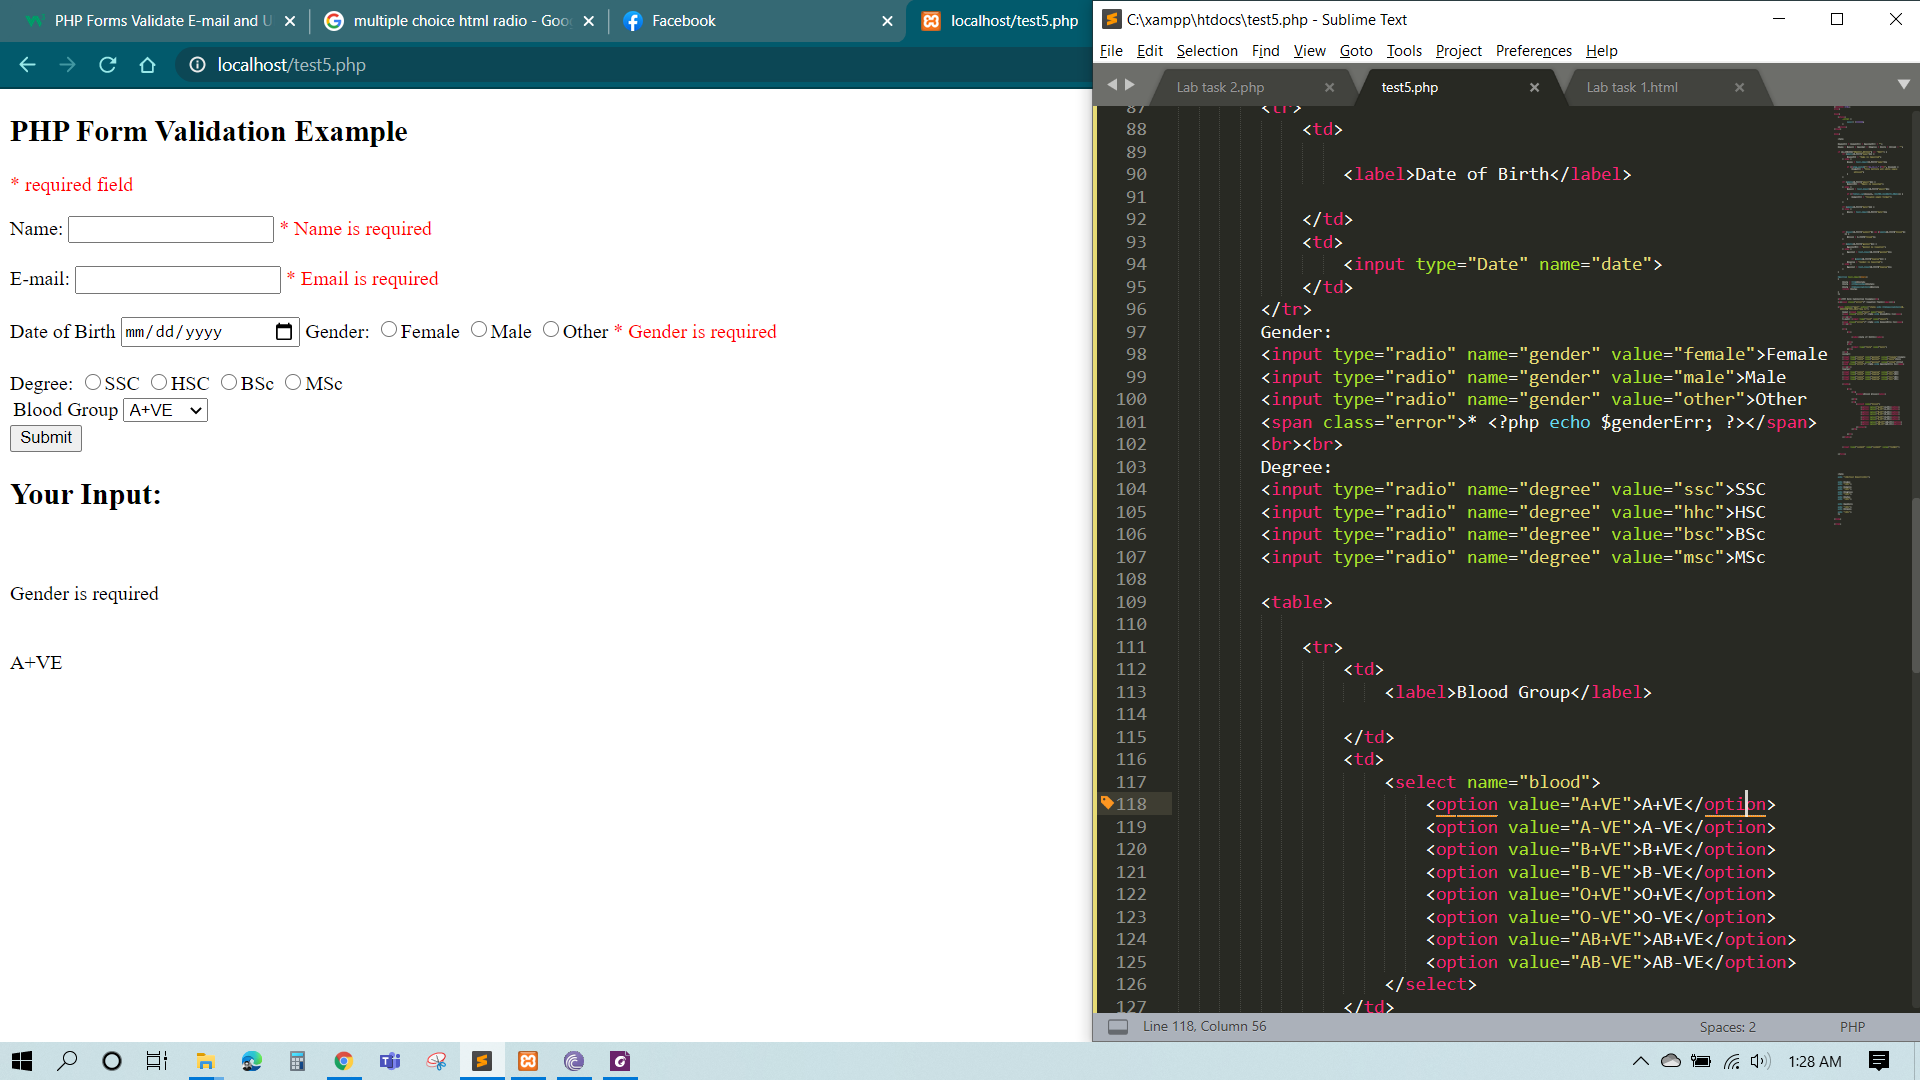 PHP Forms Validate E-mail and U
multiple choice html radio - Goo
Facebook
localhost/test5.php
localhost/test5.php
PHP Form Validation Example
* required field
Name: * Name is required
E-mail: * Email is required
Date of Birth mm/dd/yyyy Gender: Female Male Other * Gender is required
Degree: SSC HSC BSc MSc
Blood Group A+VE
Submit
Your Input:
Gender is required
A+VE
C:\xampp\htdocs\test5.php - Sublime Text
File Edit Selection Find View Goto Tools Project Preferences Help
Lab task 2.php
test5.php
Lab task 1.html
87 <tr>
88 <td>
89
90 <label>Date of Birth</label>
91
92 </td>
93 <td>
94 <input type="Date" name="date">
95 </td>
96 </tr>
97 Gender:
98 <input type="radio" name="gender" value="female">Female
99 <input type="radio" name="gender" value="male">Male
100 <input type="radio" name="gender" value="other">Other
101 <span class="error">* <?php echo $genderErr; ?></span>
102 <br><br>
103 Degree:
104 <input type="radio" name="degree" value="ssc">SSC
105 <input type="radio" name="degree" value="hhc">HSC
106 <input type="radio" name="degree" value="bsc">BSc
107 <input type="radio" name="degree" value="msc">MSc
108
109 <table>
110
111 <tr>
112 <td>
113 <label>Blood Group</label>
114
115 </td>
116 <td>
117 <select name="blood">
118 <option value="A+VE">A+VE</option>
119 <option value="A-VE">A-VE</option>
120 <option value="B+VE">B+VE</option>
121 <option value="B-VE">B-VE</option>
122 <option value="O+VE">O+VE</option>
123 <option value="O-VE">O-VE</option>
124 <option value="AB+VE">AB+VE</option>
125 <option value="AB-VE">AB-VE</option>
126 </select>
127 </td>
Line 118, Column 56
Spaces: 2
PHP
1:28 AM